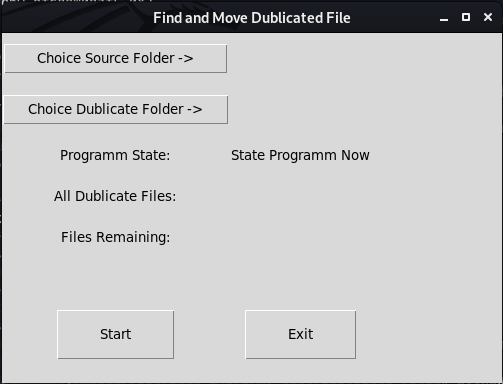 Find and Move Dublicated File
Choice Source Folder ->
Choice Dublicate Folder ->
Programm State: State Programm Now
All Dublicate Files:
Files Remaining:
Start Exit